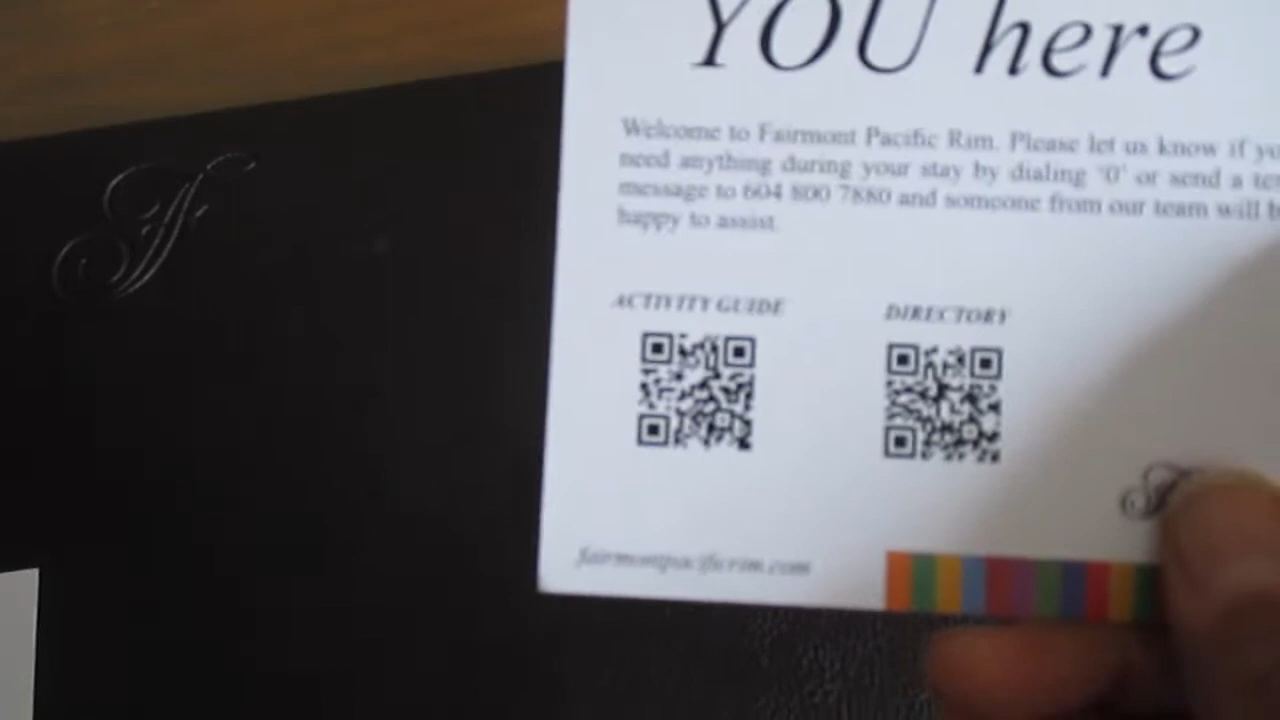 YOU here
Welcome to Fairmont Pacific Rim. Please let us know if yo
need anything during your stay by dialing '0' or send a tex
message to 604 800 7880 and someone from our team will b
happy to assist.
ACTIVITY GUIDE
DIRECTORY
fairmontpacificrim.com